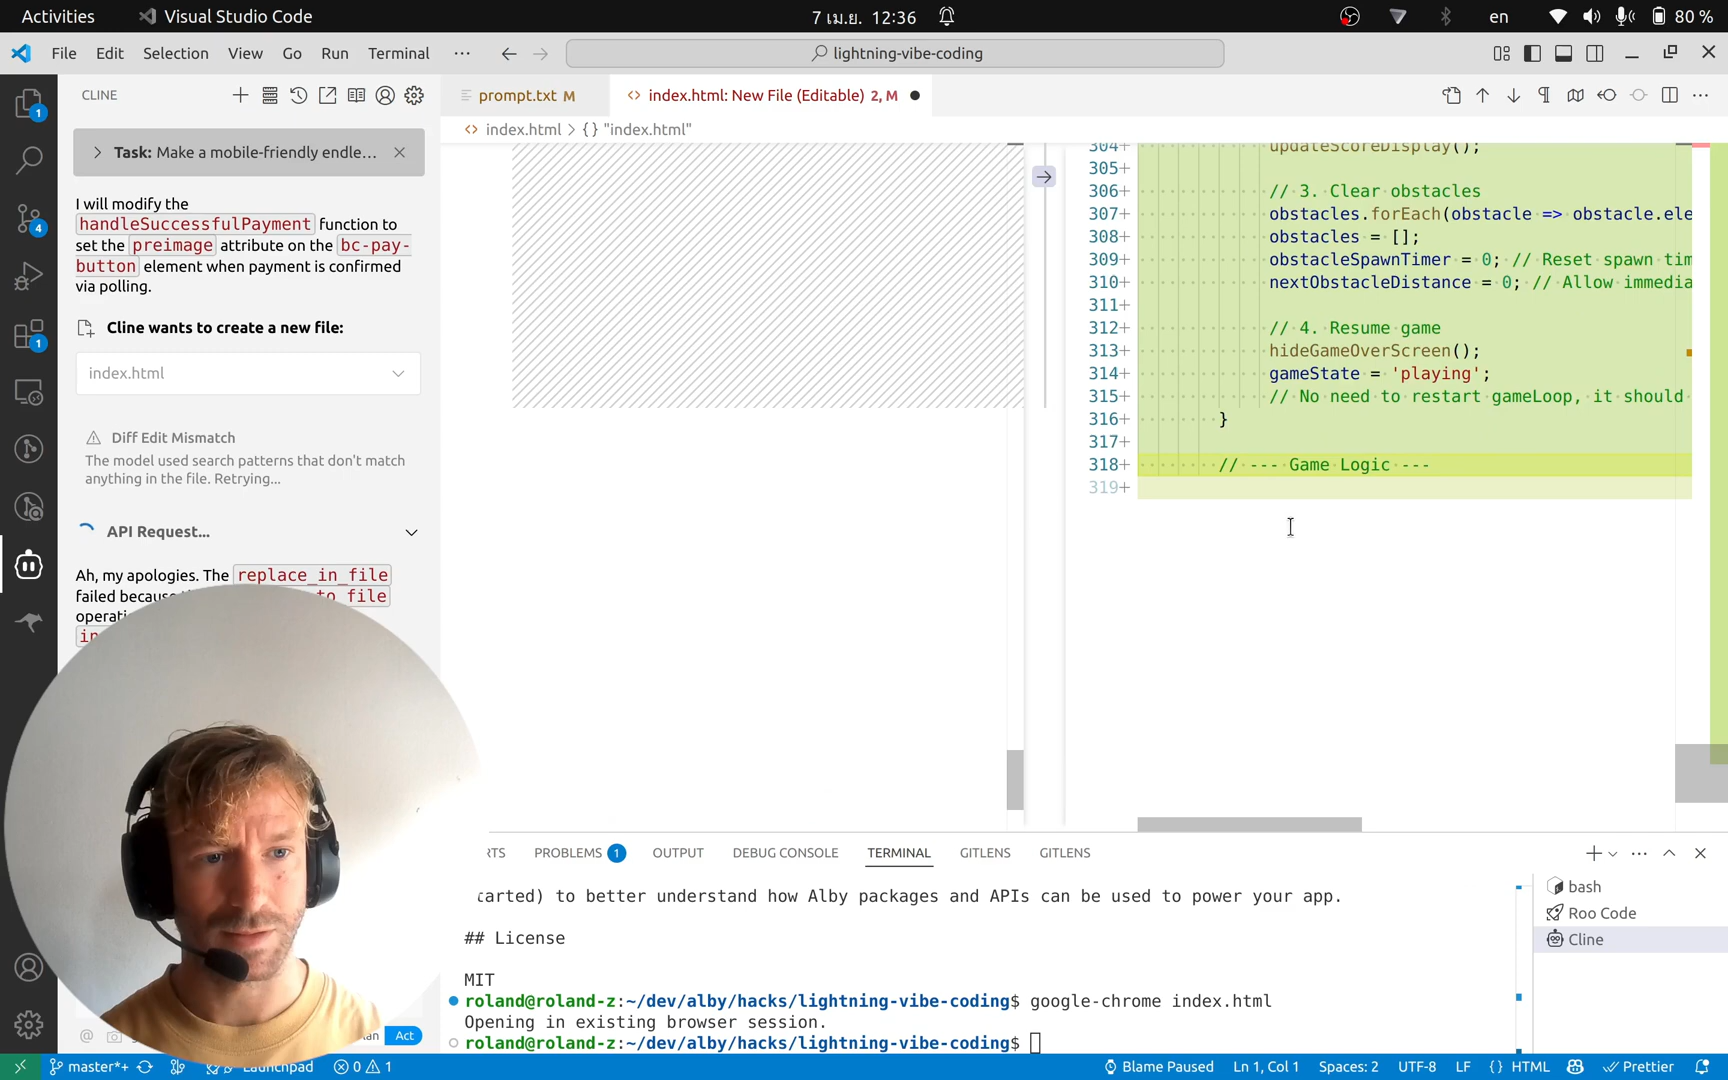 Activities
Visual Studio Code
7 เม.ย. 12:36
en
80 %
File Edit Selection View Go Run Terminal ···
lightning-vibe-coding
CLINE
prompt.txt M
index.html: New File (Editable) 2, M
index.html > {} "index.html"
Task: Make a mobile-friendly endle...
I will modify the
handleSuccessfulPayment function to
set the preimage attribute on the bc-pay-
button element when payment is confirmed
via polling.
Cline wants to create a new file:
index.html
Diff Edit Mismatch
The model used search patterns that don't match
anything in the file. Retrying...
API Request...
Ah, my apologies. The replace_in_file
failed because
to_file
operati
in
304+ updateScoreDisplay();
305+
306+ // 3. Clear obstacles
307+ obstacles.forEach(obstacle => obstacle.ele
308+ obstacles = [];
309+ obstacleSpawnTimer = 0; // Reset spawn tim
310+ nextObstacleDistance = 0; // Allow immedia
311+
312+ // 4. Resume game
313+ hideGameOverScreen();
314+ gameState = 'playing';
315+ // No need to restart gameLoop, it should
316+ }
317+
318+ // --- Game Logic ---
319+
RTS PROBLEMS 1 OUTPUT DEBUG CONSOLE TERMINAL GITLENS GITLENS
tarted) to better understand how Alby packages and APIs can be used to power your app.
## License
MIT
roland@roland-z:~/dev/alby/hacks/lightning-vibe-coding$ google-chrome index.html
Opening in existing browser session.
roland@roland-z:~/dev/alby/hacks/lightning-vibe-coding$
bash
Roo Code
Cline
lan Act
master*+
Launchpad
0 1
Blame Paused
Ln 1, Col 1
Spaces: 2
UTF-8
LF
{} HTML
Prettier
1
4
1